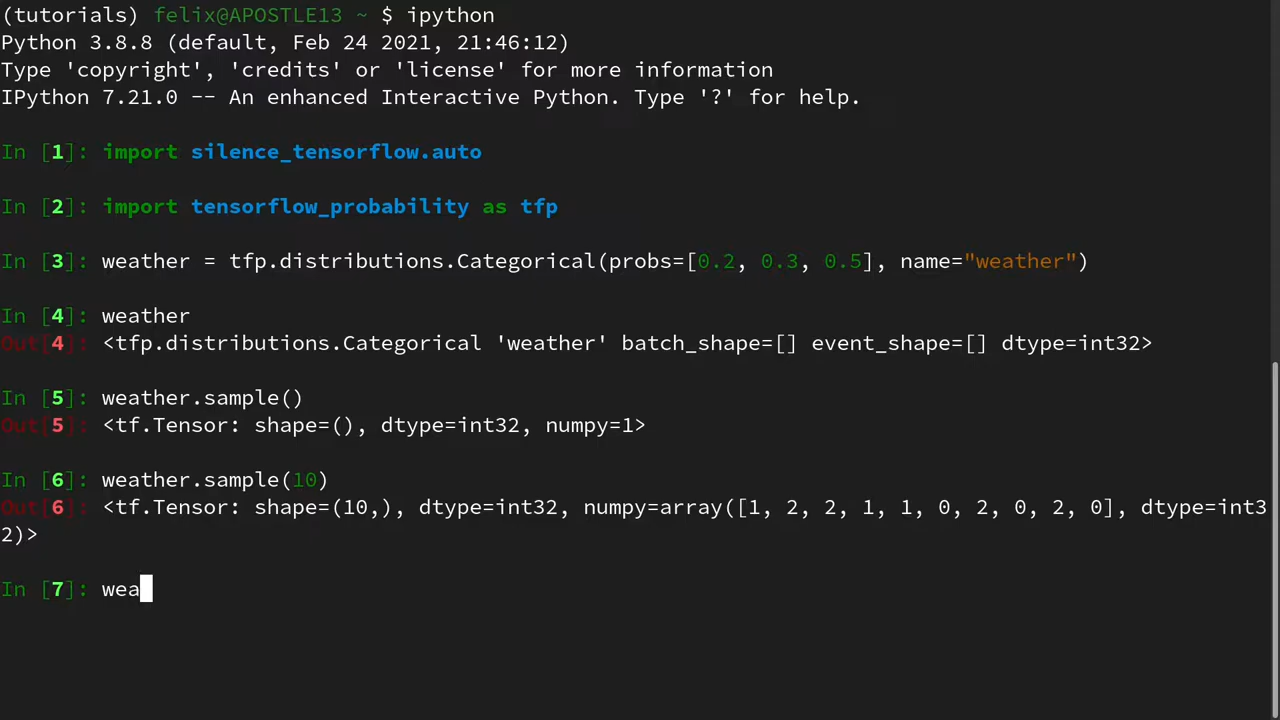 (tutorials) felix@APOSTLE13 ~ $ ipython
Python 3.8.8 (default, Feb 24 2021, 21:46:12)
Type 'copyright', 'credits' or 'license' for more information
IPython 7.21.0 -- An enhanced Interactive Python. Type '?' for help.
In [1]: import silence_tensorflow.auto
In [2]: import tensorflow_probability as tfp
In [3]: weather = tfp.distributions.Categorical(probs=[0.2, 0.3, 0.5], name="weather")
In [4]: weather
Out[4]: <tfp.distributions.Categorical 'weather' batch_shape=[] event_shape=[] dtype=int32>
In [5]: weather.sample()
Out[5]: <tf.Tensor: shape=(), dtype=int32, numpy=1>
In [6]: weather.sample(10)
Out[6]: <tf.Tensor: shape=(10,), dtype=int32, numpy=array([1, 2, 2, 1, 1, 0, 2, 0, 2, 0], dtype=int3
2)>
In [7]: wea